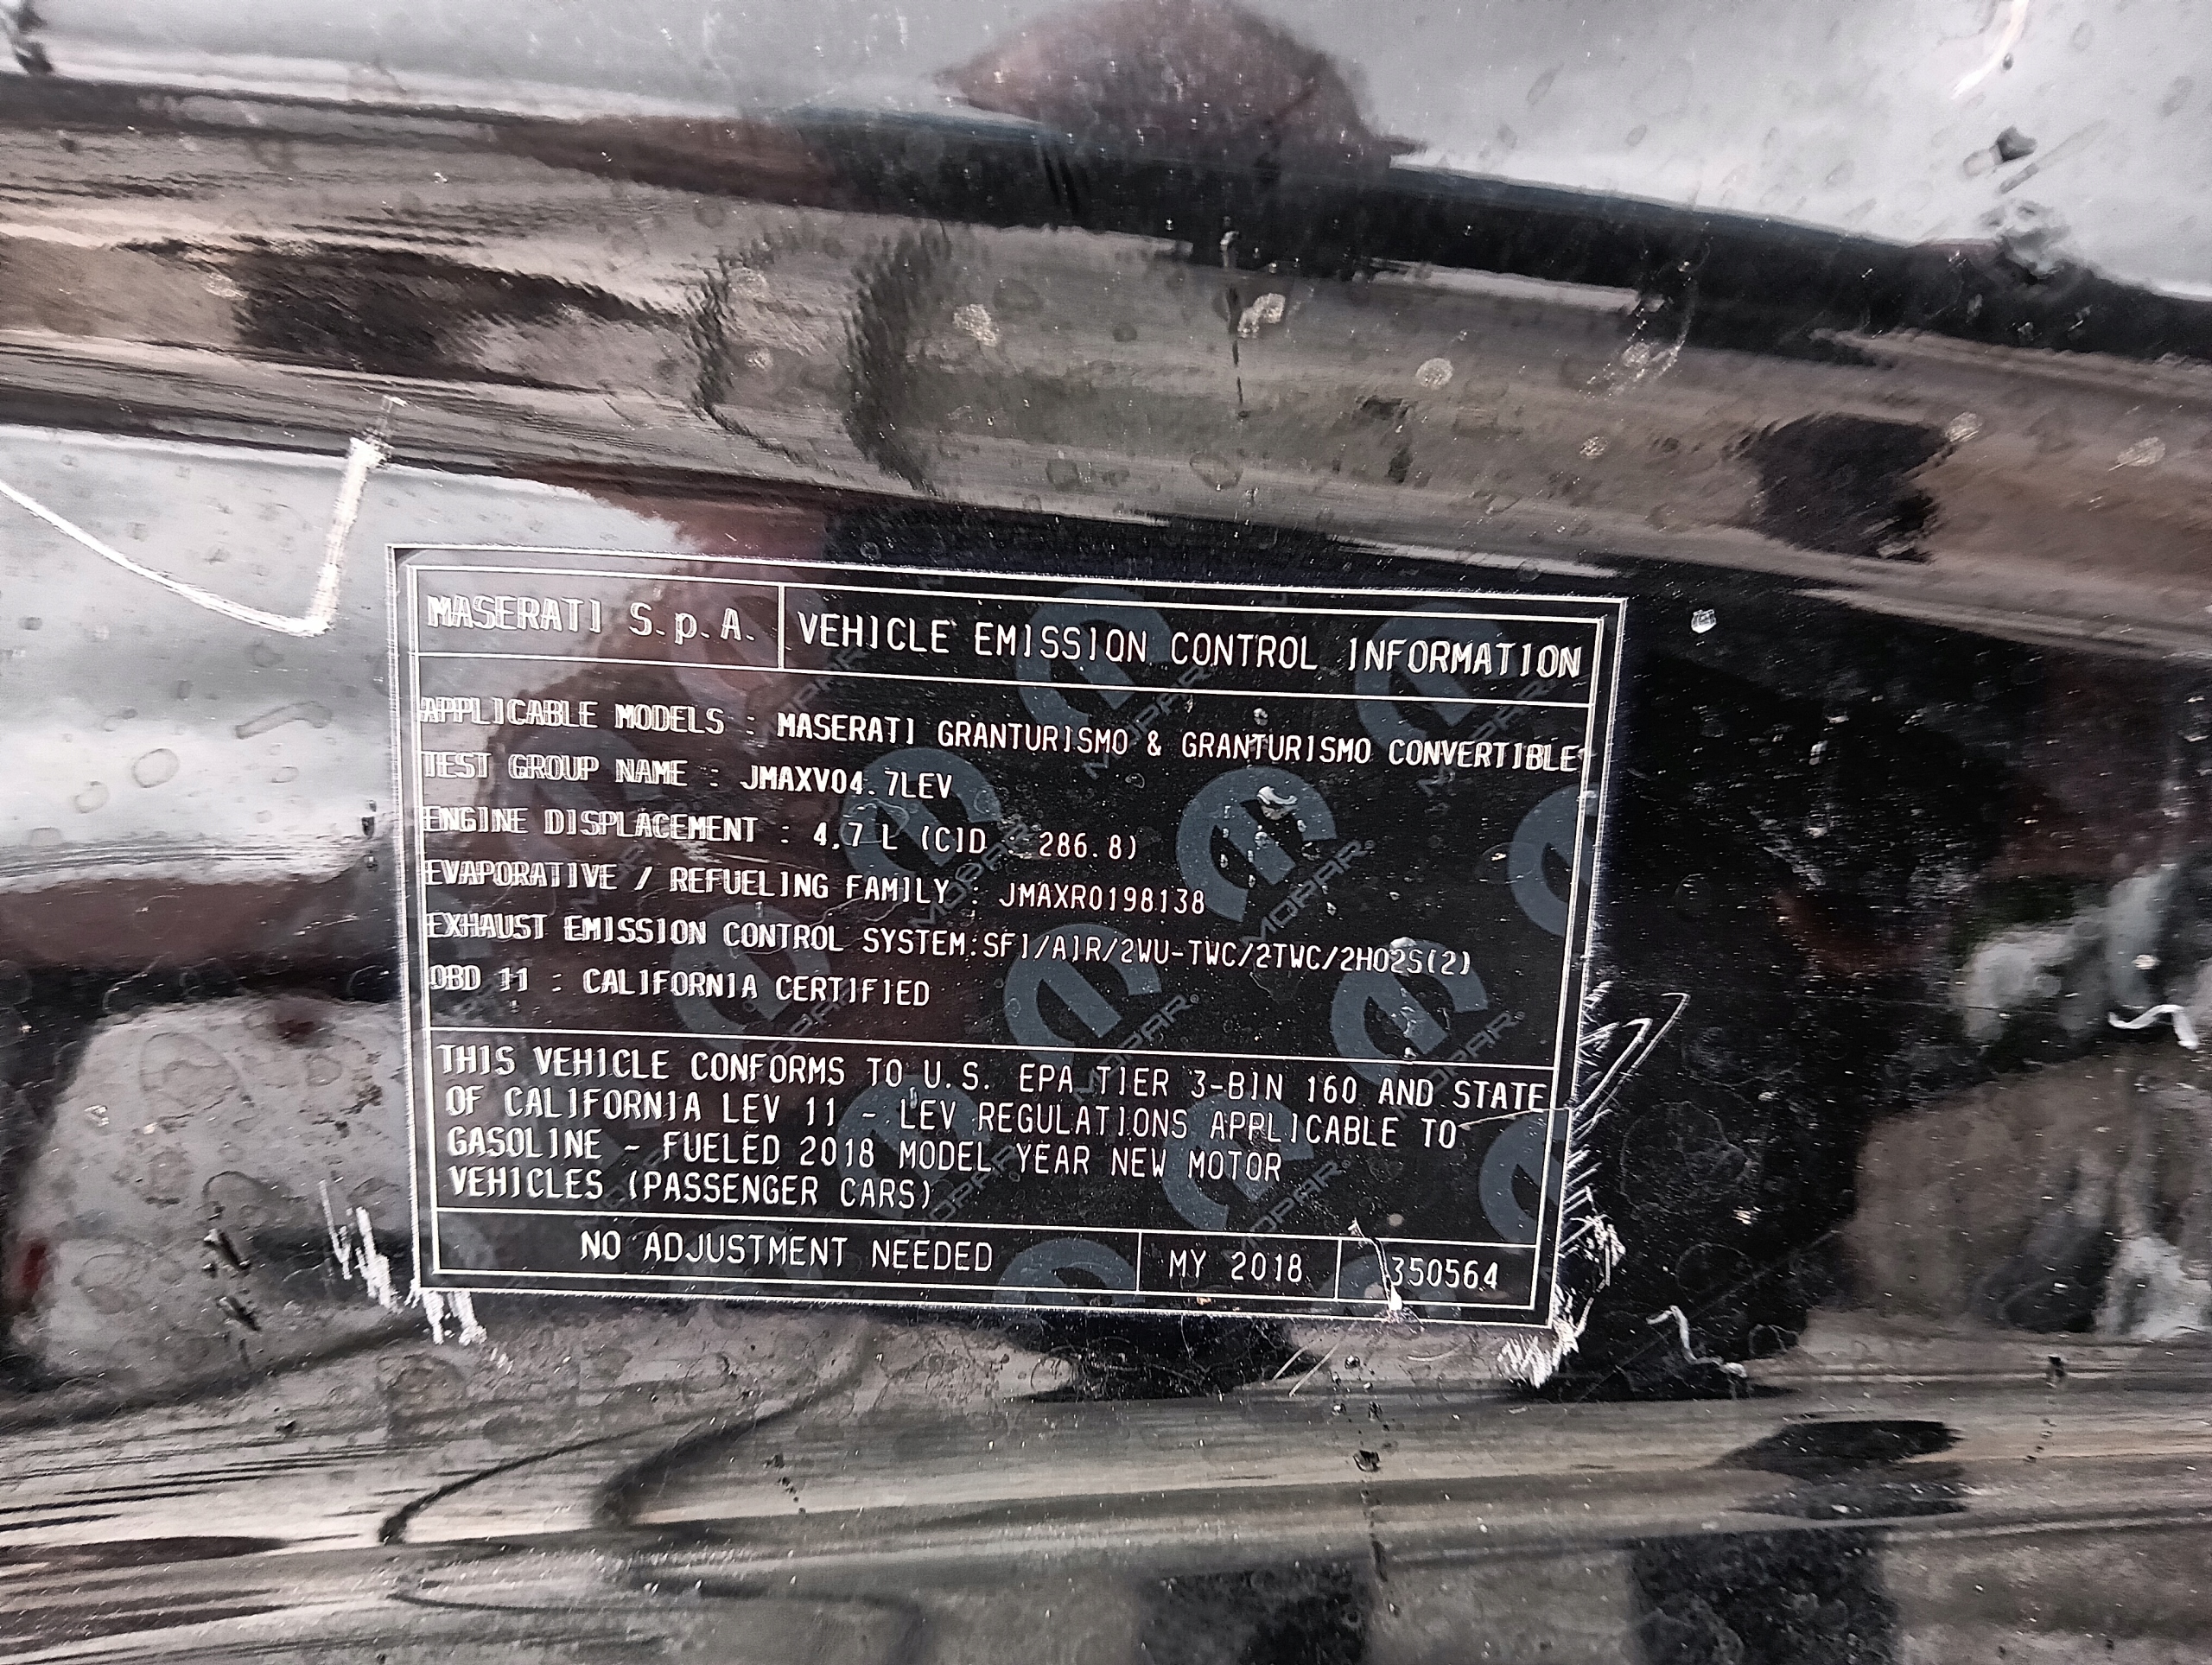 MASERATI S.p.A. VEHICLE EMISSION CONTROL INFORMATION
APPLICABLE MODELS : MASERATI GRANTURISMO & GRANTURISMO CONVERTIBLE
TEST GROUP NAME : JMAXV04.7LEV
ENGINE DISPLACEMENT : 4,7 L (CID : 286.8)
EVAPORATIVE / REFUELING FAMILY : JMAXR0198138
EXHAUST EMISSION CONTROL SYSTEM:SFI/AIR/2WU-TWC/2TWC/2HO2S(2)
OBD II : CALIFORNIA CERTIFIED
THIS VEHICLE CONFORMS TO U.S. EPA TIER 3-BIN 160 AND STATE
OF CALIFORNIA LEV II - LEV REGULATIONS APPLICABLE TO
GASOLINE - FUELED 2018 MODEL YEAR NEW MOTOR
VEHICLES (PASSENGER CARS)
NO ADJUSTMENT NEEDED MY 2018 350564
MOPAR